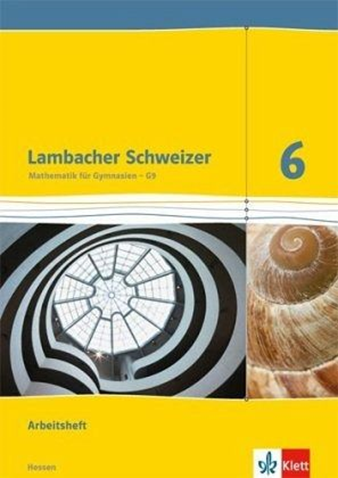 Lambacher Schweizer 6
Mathematik für Gymnasien – G9
Arbeitsheft
Hessen
Klett